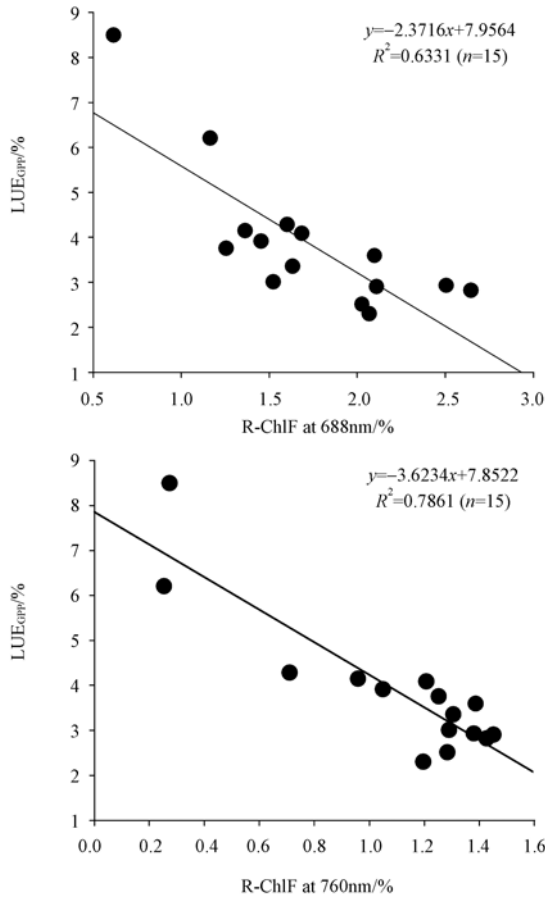 y=−2.3716x+7.9564
R²=0.6331 (n=15)
9
8
7
6
5
4
3
2
1
LUEGPP/%
0.5 1.0 1.5 2.0 2.5 3.0
R-ChlF at 688nm/%
y=−3.6234x+7.8522
R²=0.7861 (n=15)
9
8
7
6
5
4
3
2
1
LUEGPP/%
0.0 0.2 0.4 0.6 0.8 1.0 1.2 1.4 1.6
R-ChlF at 760nm/%